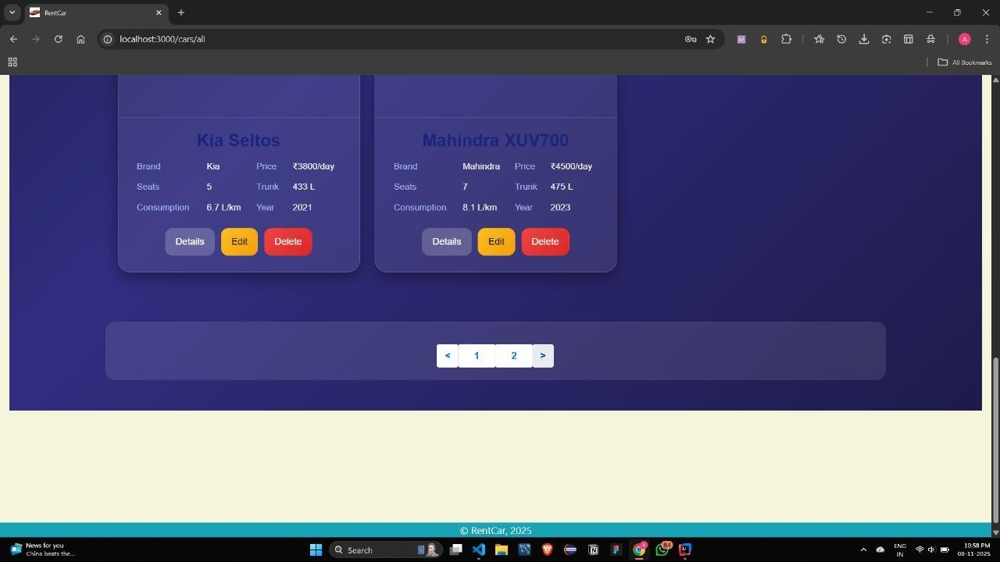 RentCar
localhost:3000/cars/all
M
A
All Bookmarks
Kia Seltos
Brand Kia Price ₹3800/day
Seats 5 Trunk 433 L
Consumption 6.7 L/km Year 2021
Details Edit Delete
Mahindra XUV700
Brand Mahindra Price ₹4500/day
Seats 7 Trunk 475 L
Consumption 8.1 L/km Year 2023
Details Edit Delete
< 1 2 >
© RentCar, 2025
News for you
China beats the...
Search
84
ENG
IN
10:58 PM
08-11-2025